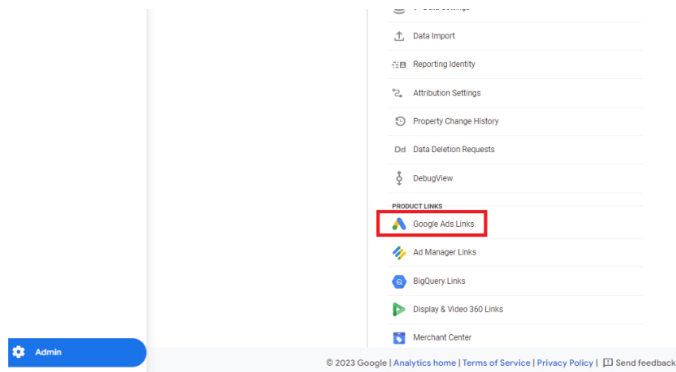 Data Import
Reporting Identity
Attribution Settings
Property Change History
Dd Data Deletion Requests
DebugView
PRODUCT LINKS
Google Ads Links
Ad Manager Links
BigQuery Links
Display & Video 360 Links
Merchant Center
Admin
© 2023 Google | Analytics home | Terms of Service | Privacy Policy | Send feedback